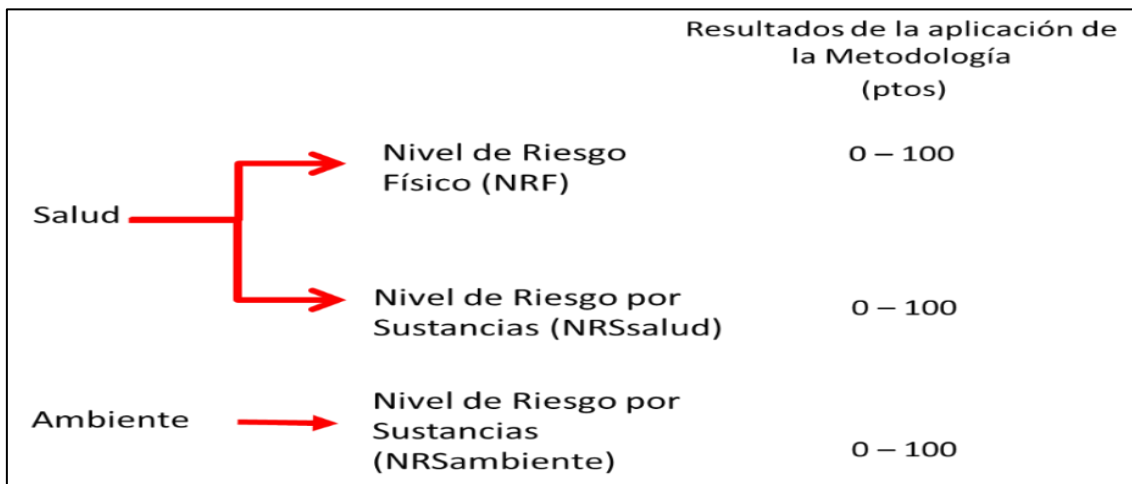 Resultados de la aplicación de
la Metodología
(ptos)
Salud
Nivel de Riesgo
Físico (NRF)
0 – 100
Nivel de Riesgo por
Sustancias (NRSsalud)
0 – 100
Ambiente
Nivel de Riesgo por
Sustancias
(NRSambiente)
0 – 100